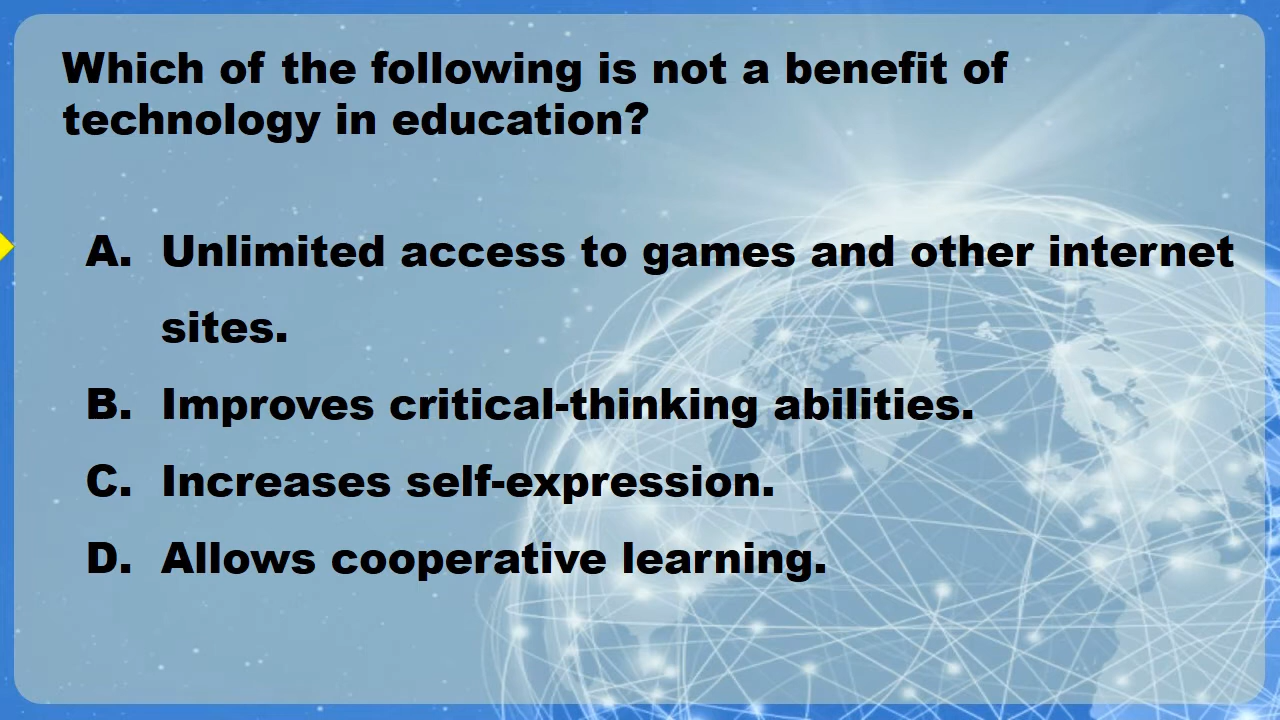 Which of the following is not a benefit of
technology in education?
A. Unlimited access to games and other internet
sites.
B. Improves critical-thinking abilities.
C. Increases self-expression.
D. Allows cooperative learning.